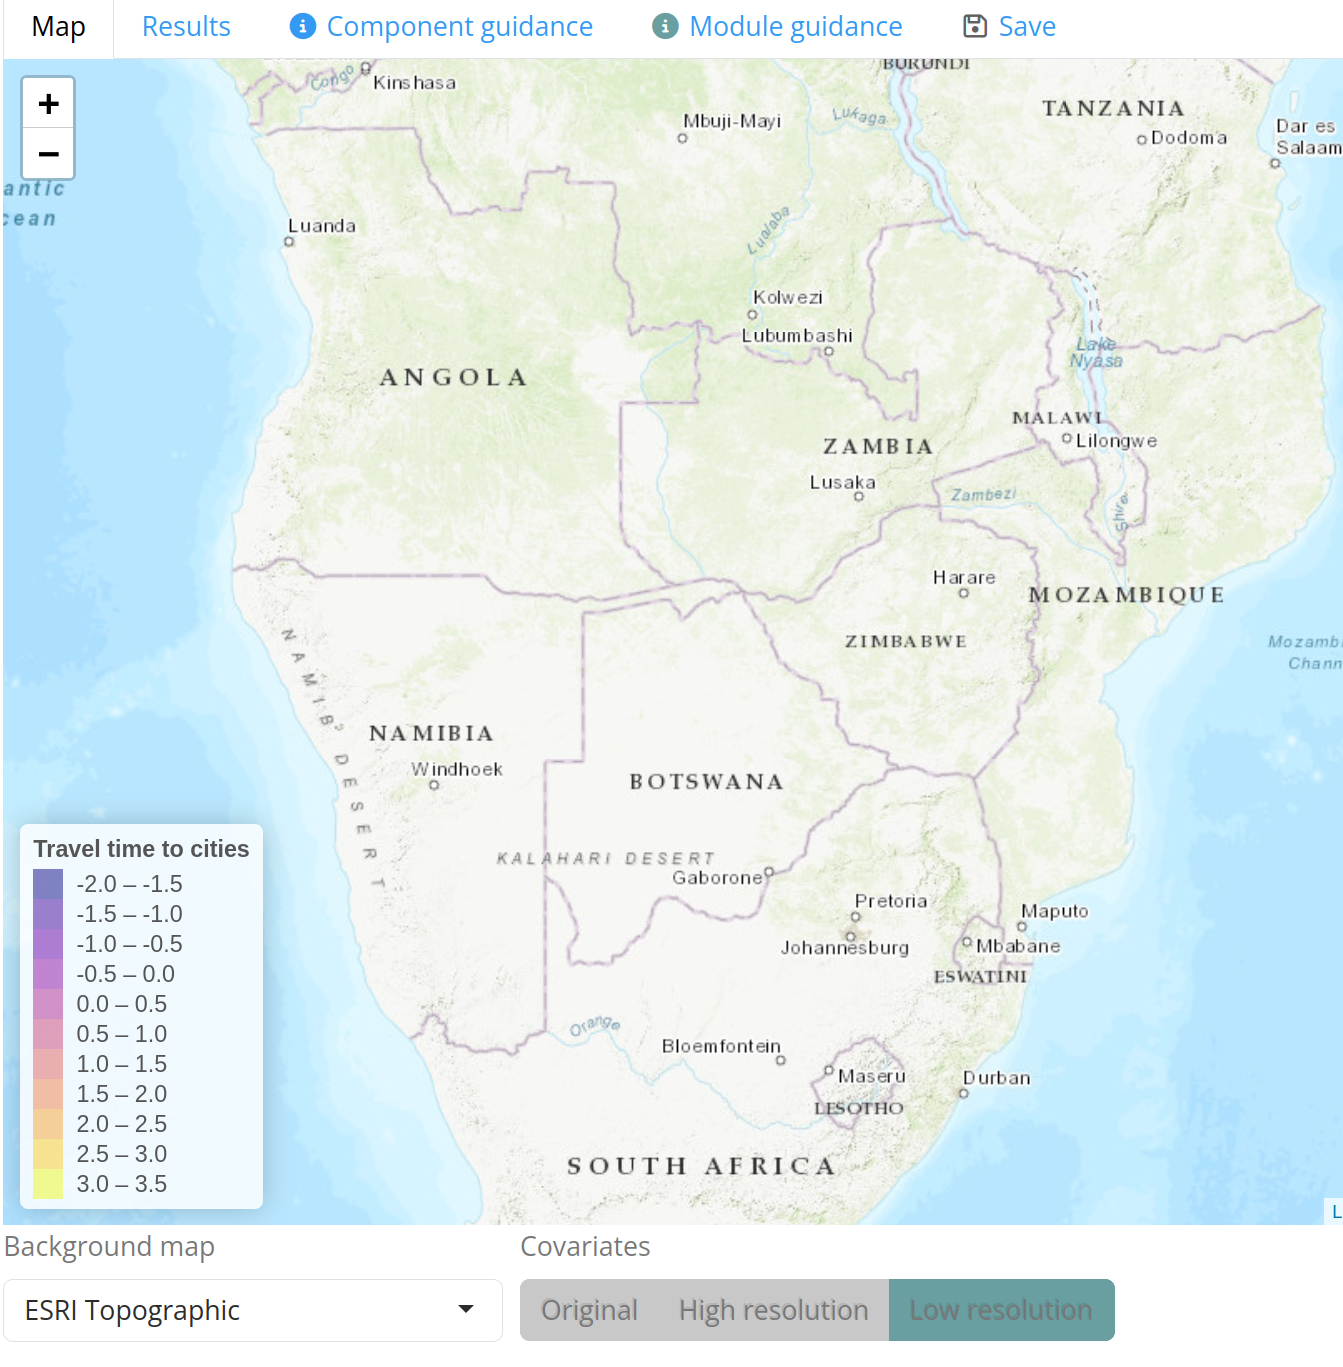 Map Results Component guidance Module guidance Save
+
−
BURUNDI
Congo
Kinshasa
TANZANIA
Mbuji-Mayi
Lukaga
Dodoma
Dar es
Salaam
antic
cean
Luanda
Lualaba
Kolwezi
Lubumbashi
Lake
Nyasa
ANGOLA
MALAWI
Lilongwe
ZAMBIA
Lusaka
Zambezi
Shire
Harare
MOZAMBIQUE
ZIMBABWE
Mozamb
Chann
NAMIB DESERT
NAMIBIA
Windhoek
BOTSWANA
KALAHARI DESERT
Gaborone
Pretoria
Johannesburg
Maputo
Mbabane
ESWATINI
Orange
Bloemfontein
Maseru
LESOTHO
Durban
SOUTH AFRICA
Travel time to cities
-2.0 – -1.5
-1.5 – -1.0
-1.0 – -0.5
-0.5 – 0.0
0.0 – 0.5
0.5 – 1.0
1.0 – 1.5
1.5 – 2.0
2.0 – 2.5
2.5 – 3.0
3.0 – 3.5
L
Background map
ESRI Topographic
Covariates
Original High resolution Low resolution